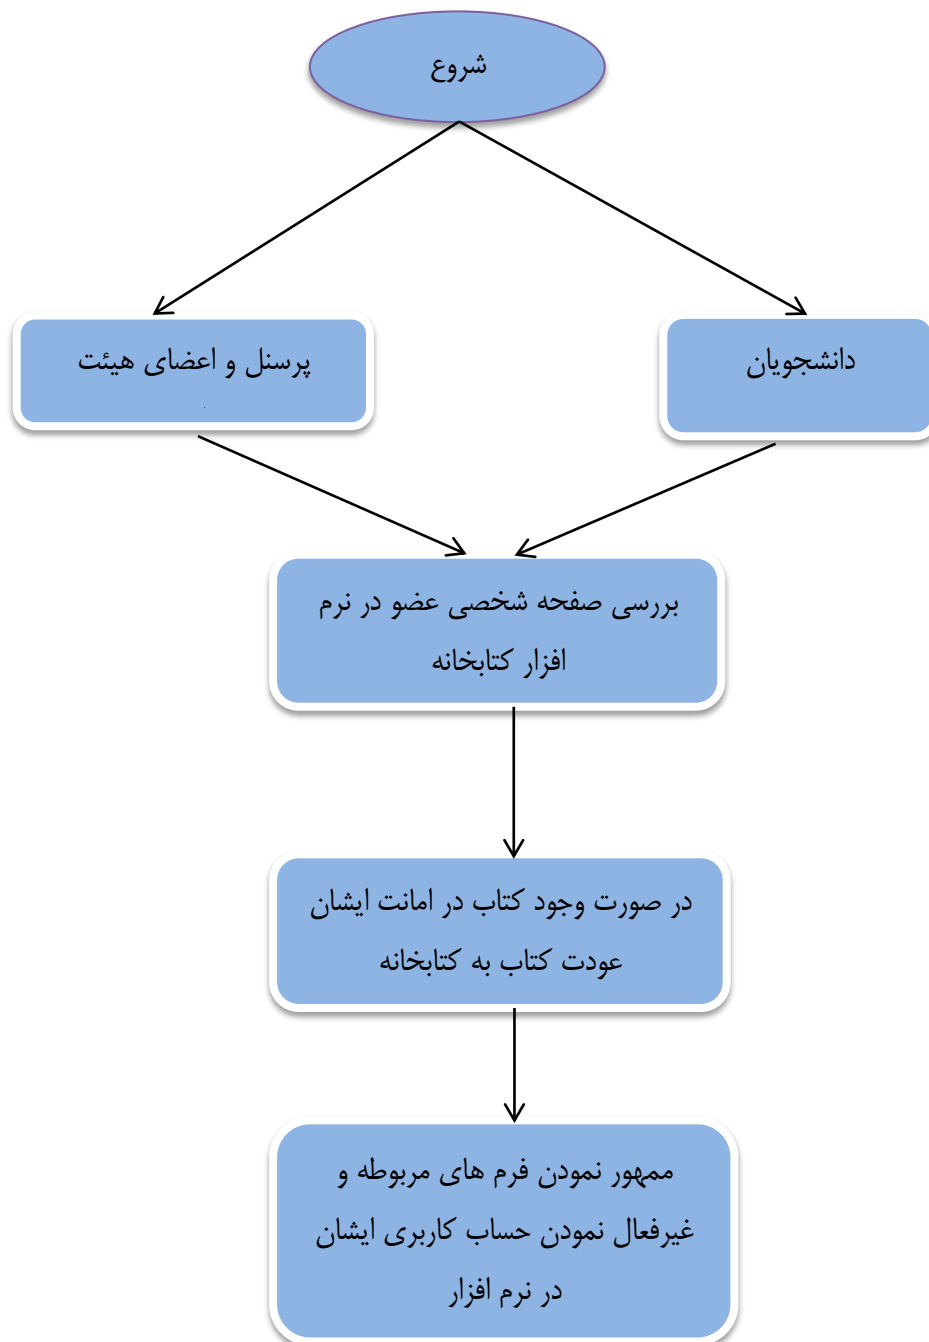 شروع
دانشجویان
پرسنل و اعضای هیئت
بررسی صفحه شخصی عضو در نرم
افزار کتابخانه
در صورت وجود کتاب در امانت ایشان
عودت کتاب به کتابخانه
ممهور نمودن فرم های مربوطه و
غیرفعال نمودن حساب کاربری ایشان
در نرم افزار